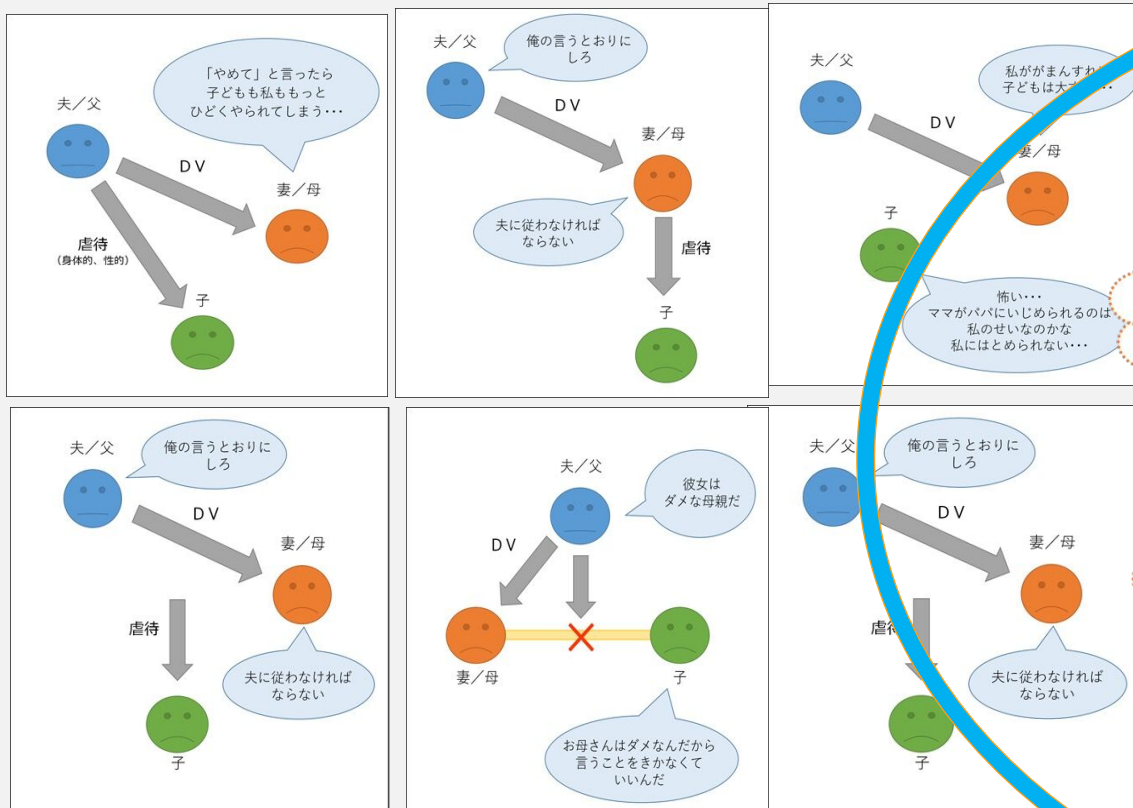 夫／父
「やめて」と言ったら
子どもも私ももっと
ひどくやられてしまう･･･
ＤＶ
妻／母
虐待
（身体的、性的）
子
夫／父
俺の言うとおりに
しろ
ＤＶ
妻／母
夫に従わなければ
ならない
虐待
子
夫／父
私ががまんすれ
子どもは大
ＤＶ
妻／母
子
怖い･･･
ママがパパにいじめられるのは
私のせいなのかな
私にはとめられない･･･
夫／父
俺の言うとおりに
しろ
ＤＶ
妻／母
虐待
夫に従わなければ
ならない
子
夫／父
彼女は
ダメな母親だ
ＤＶ
妻／母
子
お母さんはダメなんだから
言うことをきかなくて
いいんだ
夫／父
俺の言うとおりに
しろ
ＤＶ
妻／母
虐待
夫に従わなければ
ならない
子